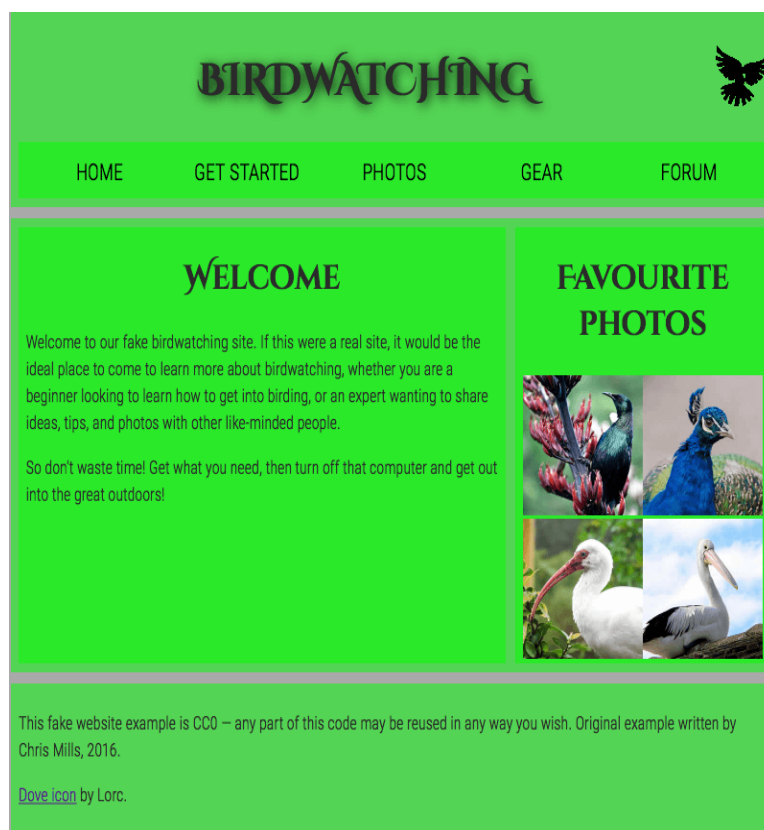 BIRDWATCHING
HOME GET STARTED PHOTOS GEAR FORUM
WELCOME
Welcome to our fake birdwatching site. If this were a real site, it would be the
ideal place to come to learn more about birdwatching, whether you are a
beginner looking to learn how to get into birding, or an expert wanting to share
ideas, tips, and photos with other like-minded people.
So don't waste time! Get what you need, then turn off that computer and get out
into the great outdoors!
FAVOURITE
PHOTOS
This fake website example is CC0 — any part of this code may be reused in any way you wish. Original example written by
Chris Mills, 2016.
Dove icon by Lorc.